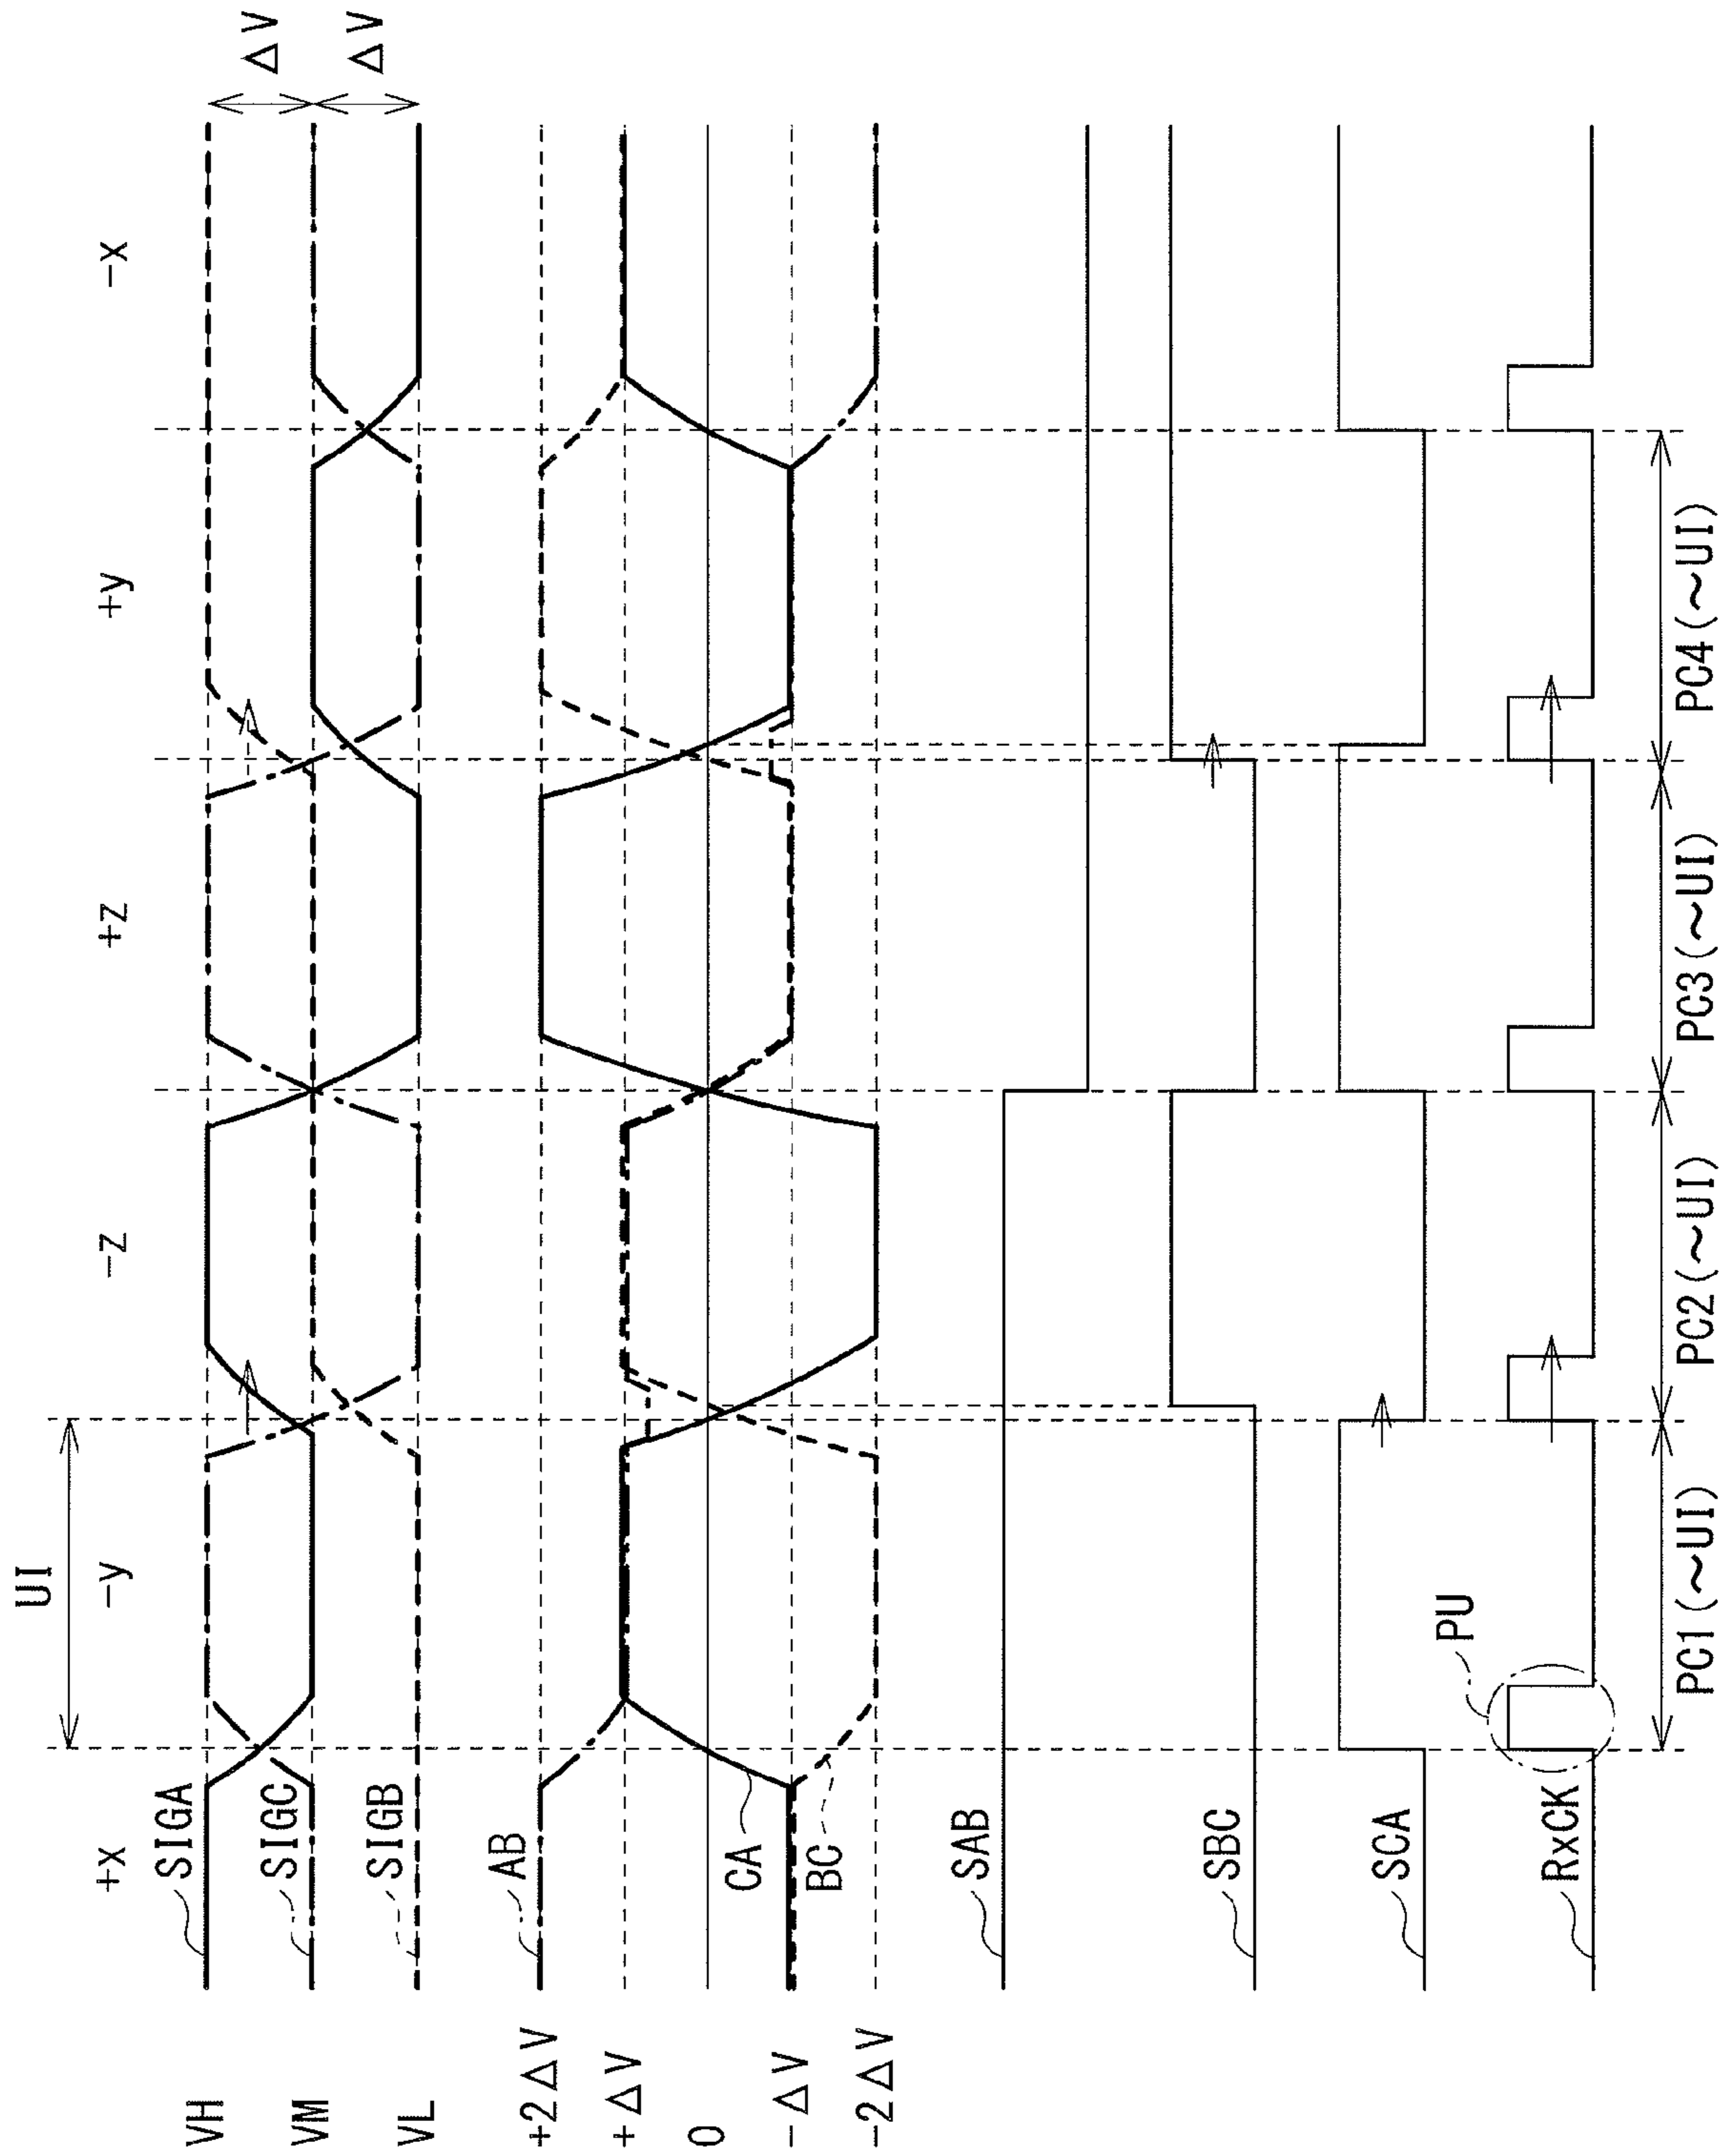 UI
+x
-y
-z
+z
+y
-x
VH
SIGA
ΔV
VM
SIGC
ΔV
VL
SIGB
+2ΔV
AB
+ΔV
0
CA
-ΔV
BC
-2ΔV
SAB
SBC
SCA
PU
RxCK
PC1(~UI)
PC2(~UI)
PC3(~UI)
PC4(~UI)